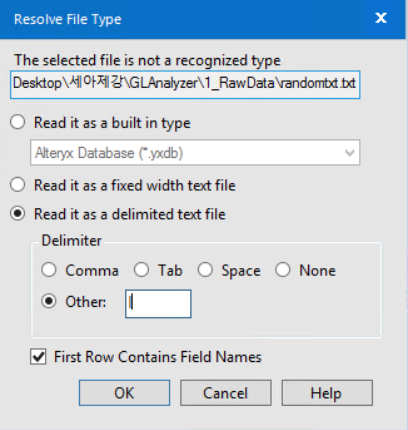 Resolve File Type
The selected file is not a recognized type
Desktop\세아제강\GLAnalyzer\1_RawData\randomtxt.txt
Read it as a built in type
Alteryx Database (*.yxdb)
Read it as a fixed width text file
Read it as a delimited text file
Delimiter
Comma Tab Space None
Other: |
First Row Contains Field Names
OK Cancel Help